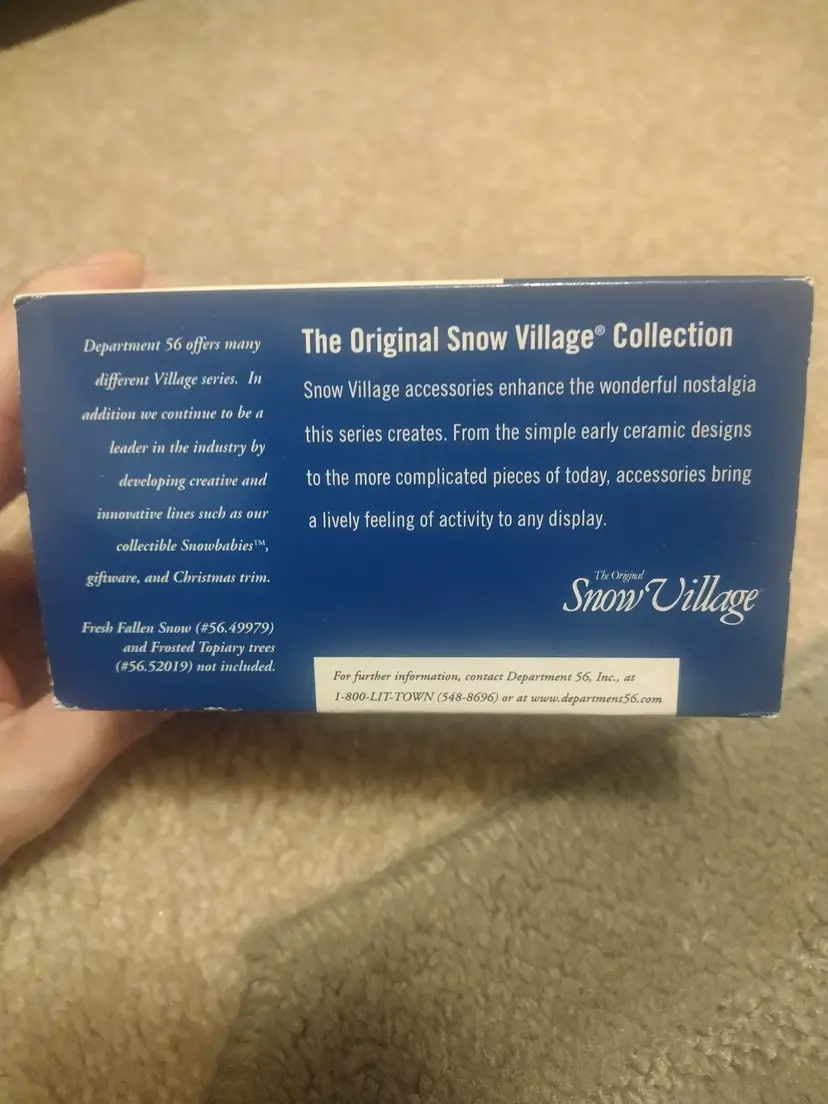 Department 56 offers many
different Village series. In
addition we continue to be a
leader in the industry by
developing creative and
innovative lines such as our
collectible Snowbabies™,
giftware, and Christmas trim.
Fresh Fallen Snow (#56.49979)
and Frosted Topiary trees
(#56.52019) not included.
The Original Snow Village® Collection
Snow Village accessories enhance the wonderful nostalgia
this series creates. From the simple early ceramic designs
to the more complicated pieces of today, accessories bring
a lively feeling of activity to any display.
The Original
Snow Village
For further information, contact Department 56, Inc., at
1-800-LIT-TOWN (548-8696) or at www.department56.com